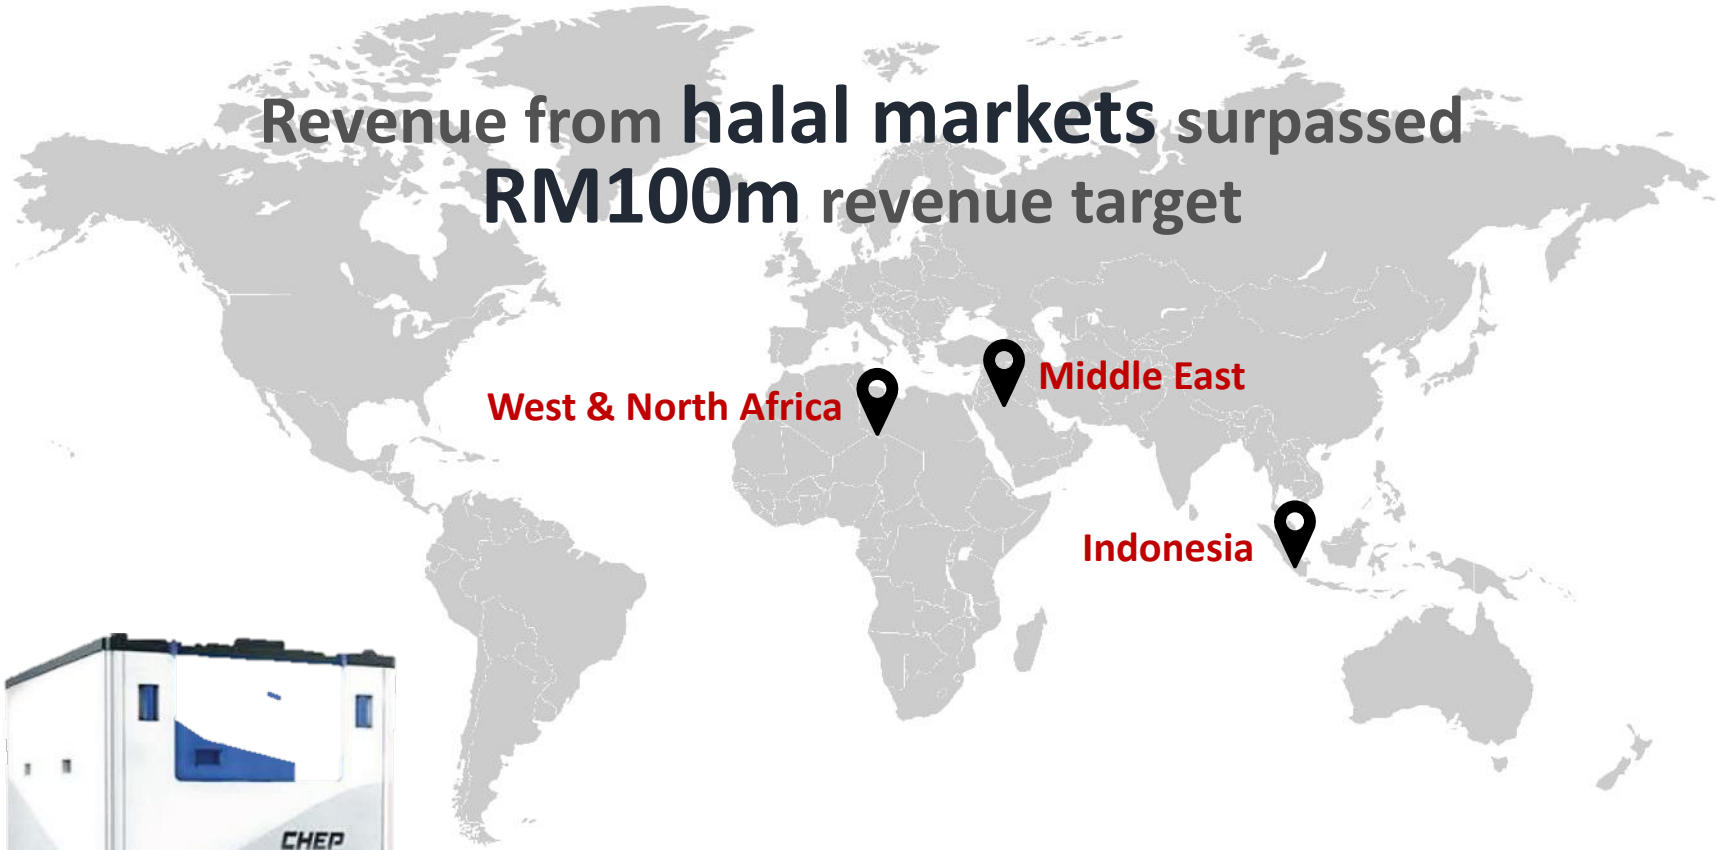 Revenue from halal markets surpassed
RM100m revenue target
Middle East
West & North Africa
Indonesia
CHEP